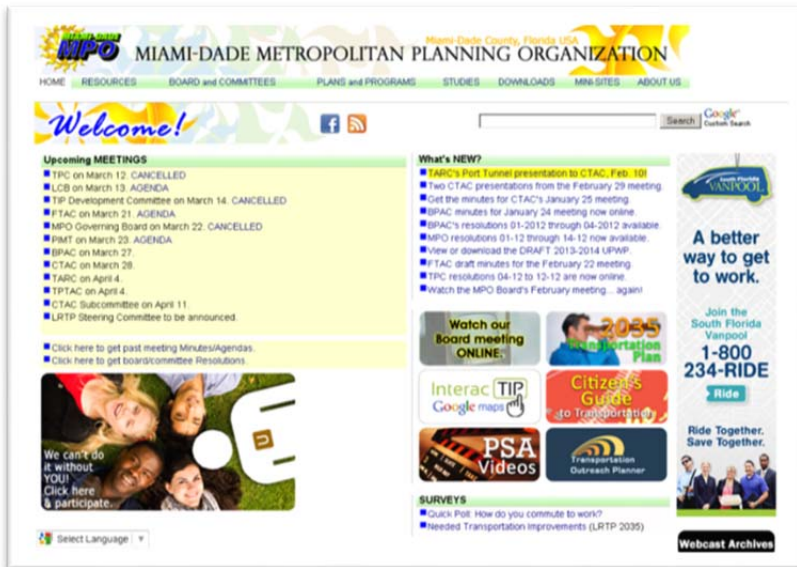 MIAMI-DADE
MPO
Miami-Dade County, Florida USA
MIAMI-DADE METROPOLITAN PLANNING ORGANIZATION
HOME RESOURCES BOARD and COMMITTEES PLANS and PROGRAMS STUDIES DOWNLOADS MINI-SITES ABOUT US
Welcome!
Search
Google
Custom Search
Upcoming MEETINGS
TPC on March 12. CANCELLED
LCB on March 13. AGENDA
TIP Development Committee on March 14. CANCELLED
FTAC on March 21. AGENDA
MPO Governing Board on March 22. CANCELLED
PIMT on March 23. AGENDA
BPAC on March 27.
CTAC on March 28.
TARC on April 4.
TPTAC on April 4.
CTAC Subcommittee on April 11.
LRTP Steering Committee to be announced.
Click here to get past meeting Minutes/Agendas.
Click here to get board/committee Resolutions.
We can't do
it without
YOU!
Click here
& participate.
U
Select Language
What's NEW?
TARC's Port Tunnel presentation to CTAC, Feb. 10!
Two CTAC presentations from the February 29 meeting.
Get the minutes for CTAC's January 25 meeting.
BPAC minutes for January 24 meeting now online.
BPAC's resolutions 01-2012 through 04-2012 available.
MPO resolutions 01-12 through 14-12 now available.
View or download the DRAFT 2013-2014 UPWP.
FTAC draft minutes for the February 22 meeting.
TPC resolutions 04-12 to 12-12 are now online.
Watch the MPO Board's February meeting... again!
Watch our
Board meeting
ONLINE.
2035
Transportation
Plan
Interac TIP
Google maps
Citizen's
Guide
to Transportation
PSA
Videos
Transportation
Outreach Planner
SURVEYS
Quick Poll: How do you commute to work?
Needed Transportation Improvements (LRTP 2035)
South Florida
VANPOOL
A better
way to get
to work.
Join the
South Florida
Vanpool
1-800
234-RIDE
Ride
Ride Together.
Save Together.
Webcast Archives